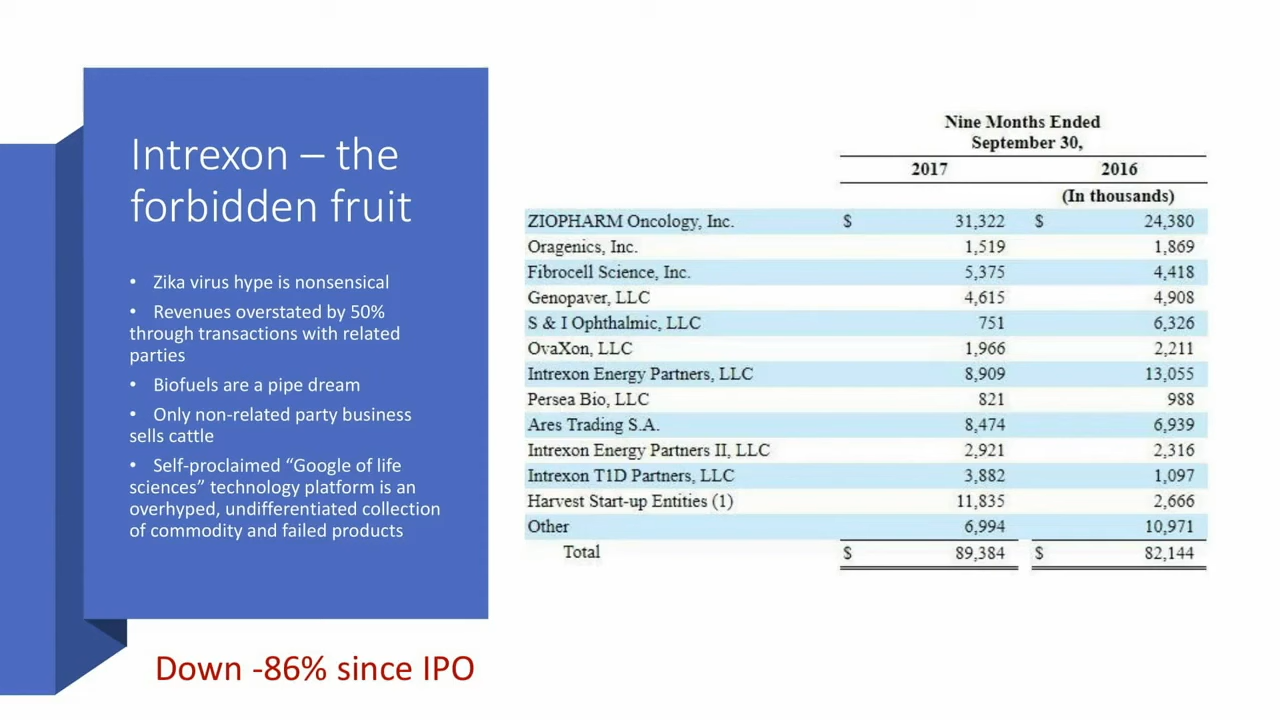 Intrexon – the
forbidden fruit
• Zika virus hype is nonsensical
• Revenues overstated by 50%
through transactions with related
parties
• Biofuels are a pipe dream
• Only non-related party business
sells cattle
• Self-proclaimed “Google of life
sciences” technology platform is an
overhyped, undifferentiated collection
of commodity and failed products
Down -86% since IPO
Nine Months Ended
September 30,
2017 2016
(In thousands)
ZIOPHARM Oncology, Inc. $ 31,322 $ 24,380
Oragenics, Inc. 1,519 1,869
Fibrocell Science, Inc. 5,375 4,418
Genopaver, LLC 4,615 4,908
S & I Ophthalmic, LLC 751 6,326
OvaXon, LLC 1,966 2,211
Intrexon Energy Partners, LLC 8,909 13,055
Persea Bio, LLC 821 988
Ares Trading S.A. 8,474 6,939
Intrexon Energy Partners II, LLC 2,921 2,316
Intrexon T1D Partners, LLC 3,882 1,097
Harvest Start-up Entities (1) 11,835 2,666
Other 6,994 10,971
Total $ 89,384 $ 82,144